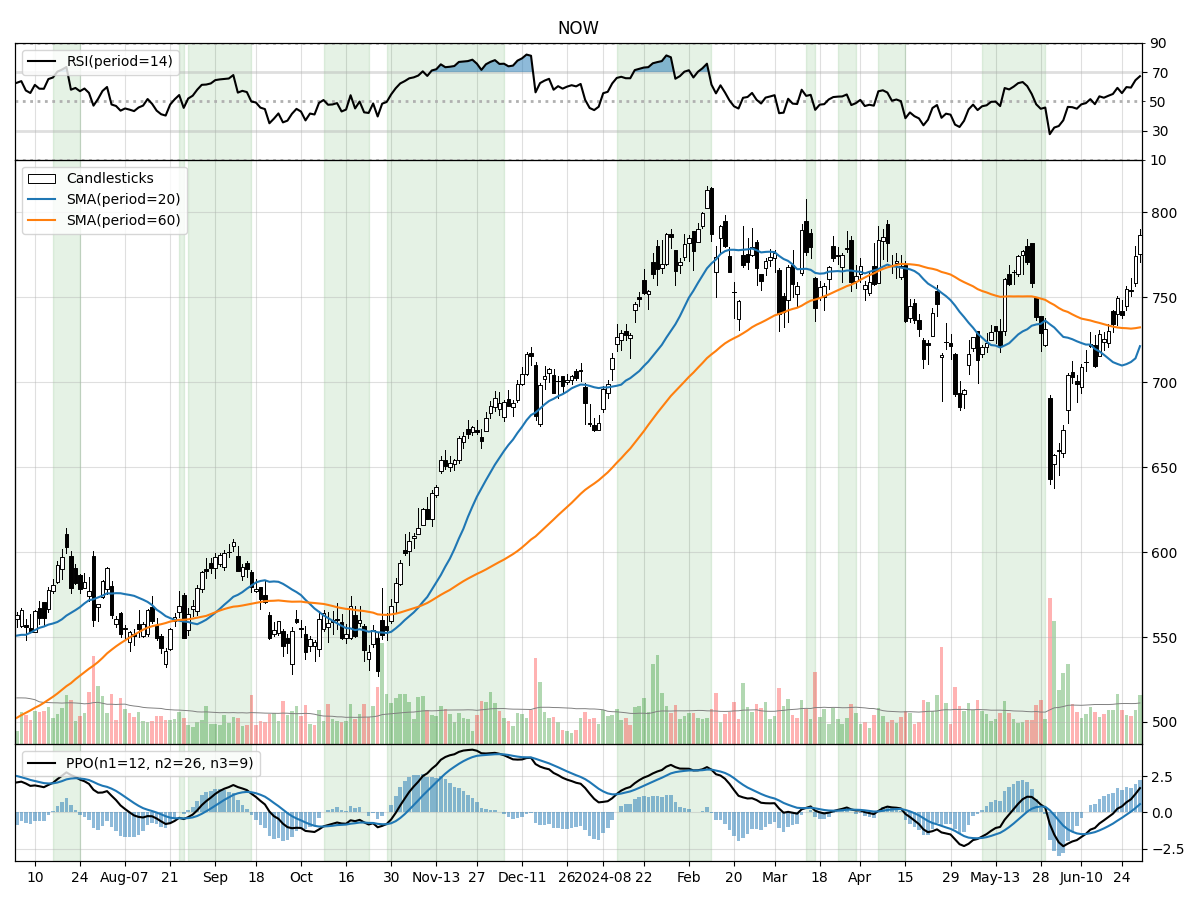 NOW
RSI(period=14)
90
70
50
30
10
Candlesticks
SMA(period=20)
SMA(period=60)
800
750
700
650
600
550
500
PPO(n1=12, n2=26, n3=9)
2.5
0.0
−2.5
10 24 Aug-07 21 Sep 18 Oct 16 30 Nov-13 27 Dec-11 26 2024-08 22 Feb 20 Mar 18 Apr 15 29 May-13 28 Jun-10 24